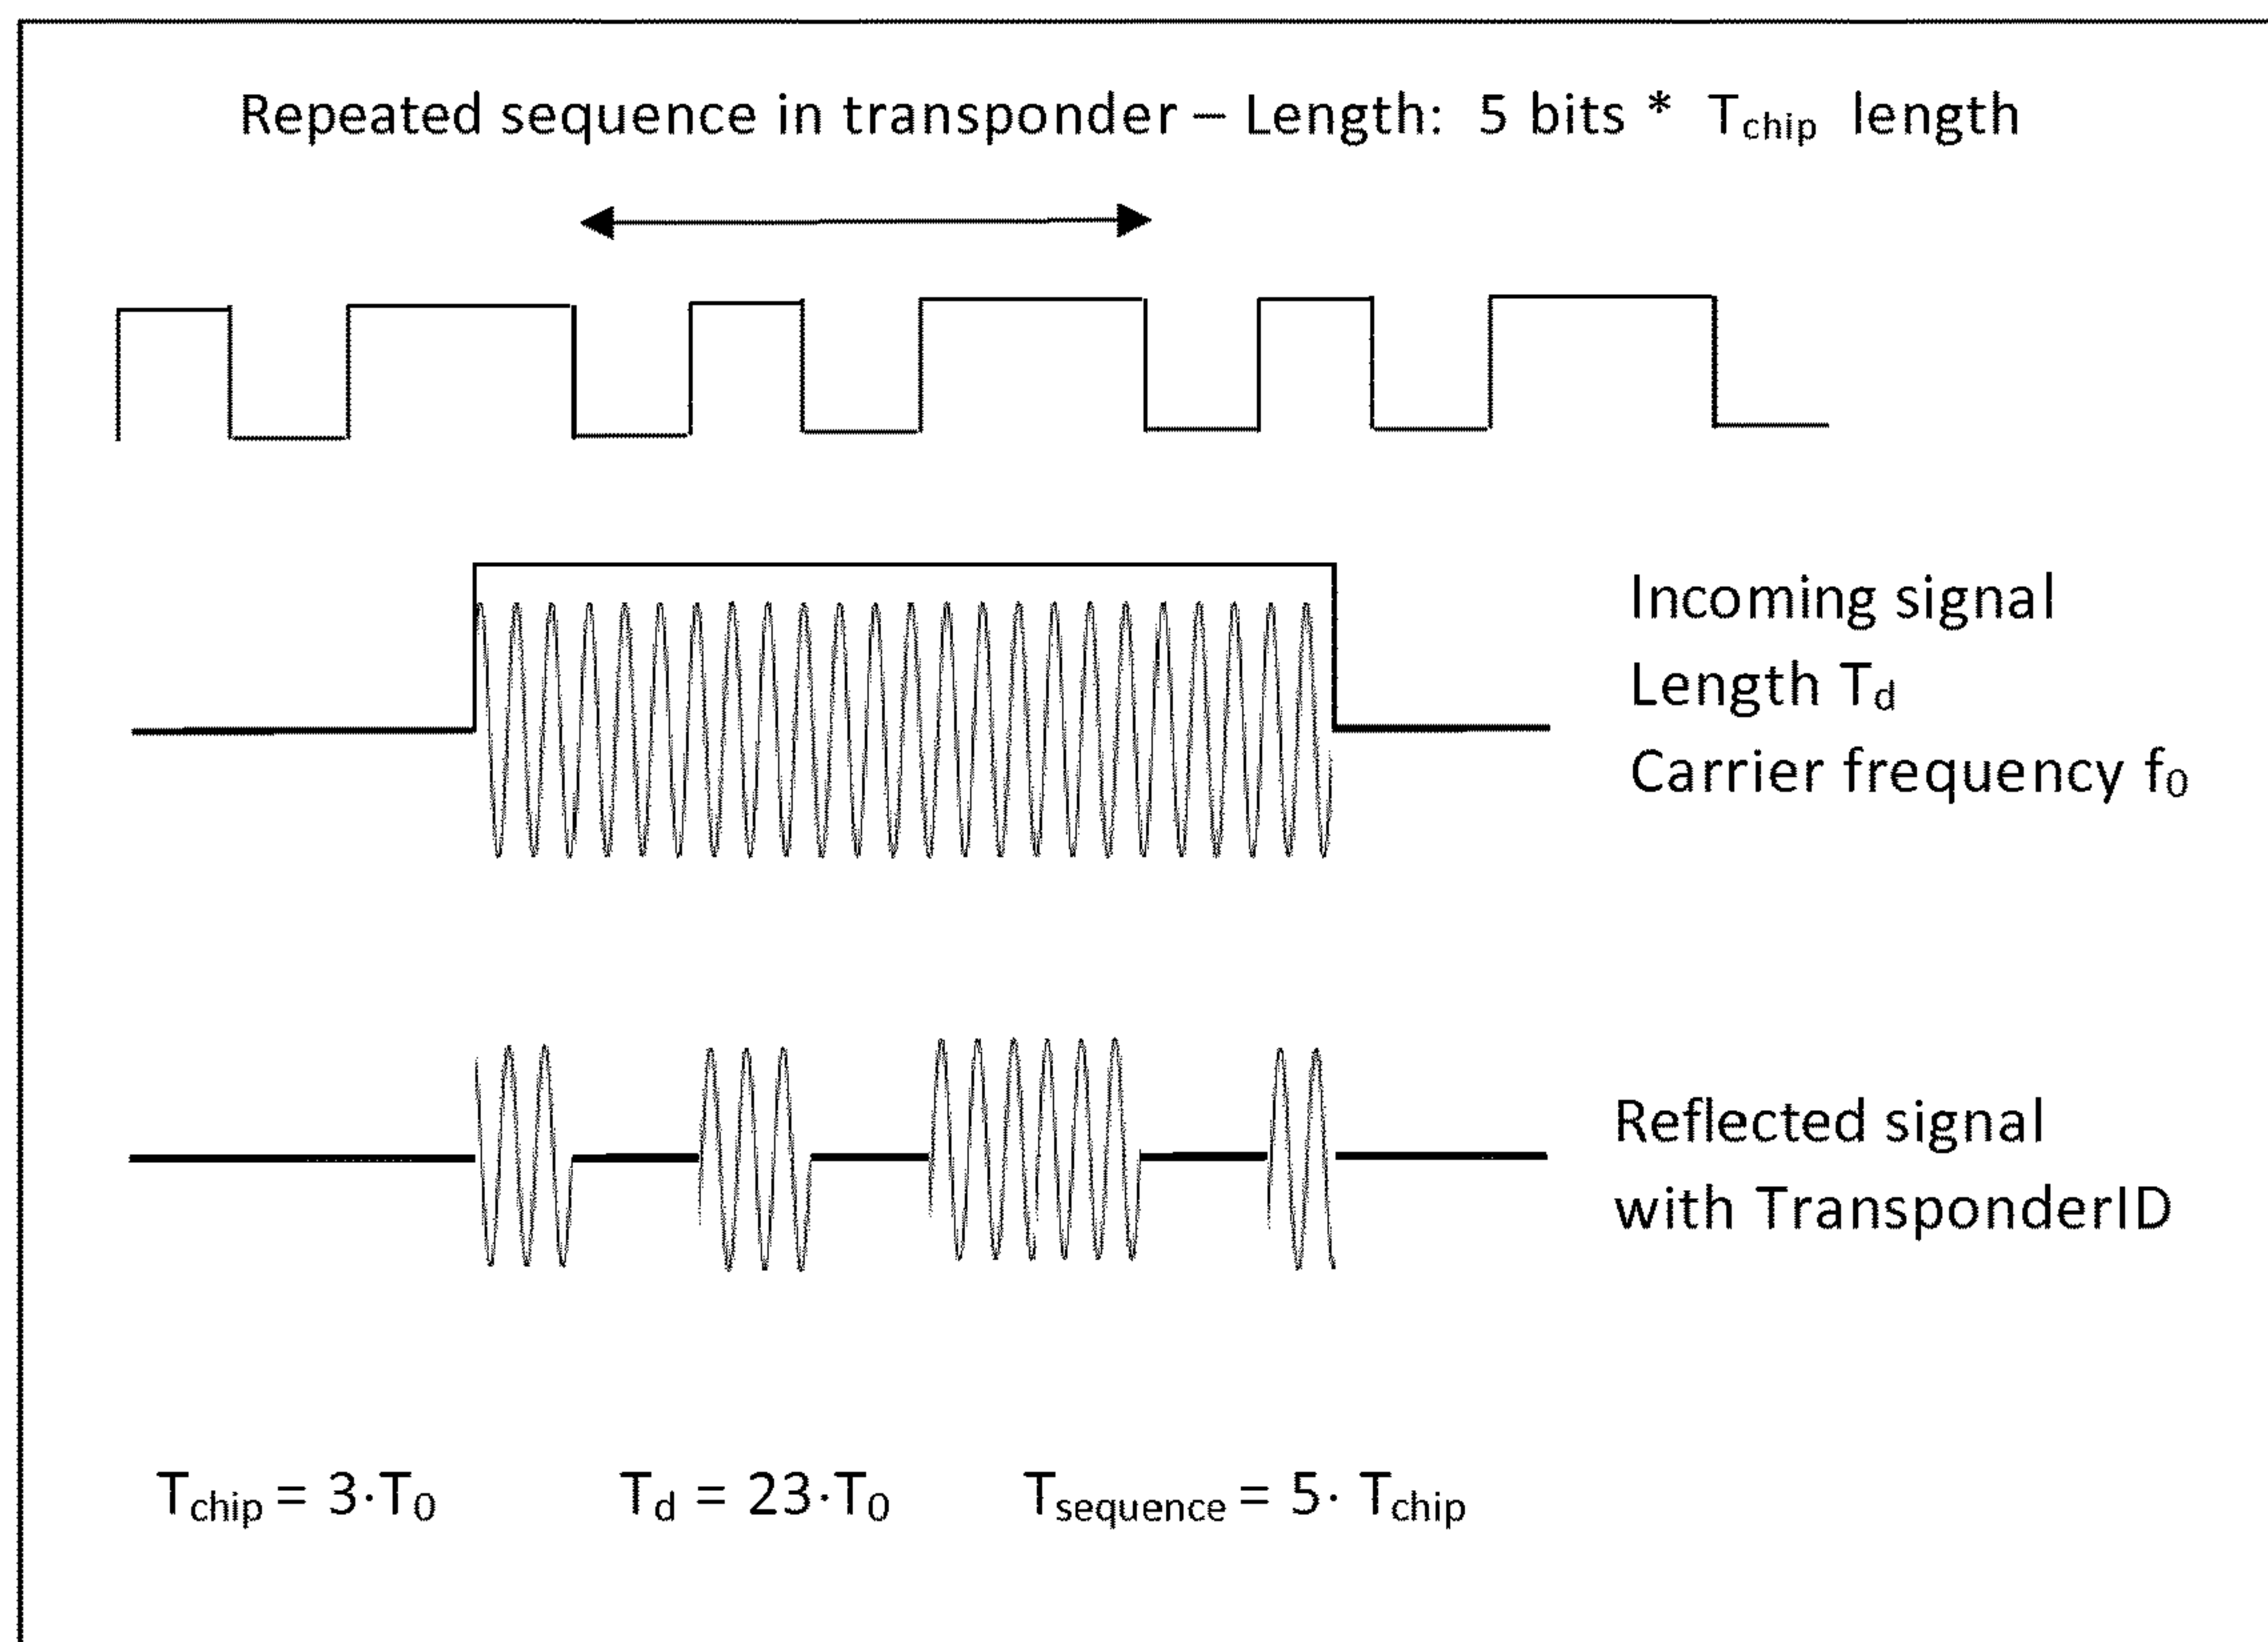 Repeated sequence in transponder – Length: 5 bits * Tchip length
Incoming signal
Length Td
Carrier frequency f0
Reflected signal
with TransponderID
Tchip = 3·T0 Td = 23·T0 Tsequence = 5· Tchip